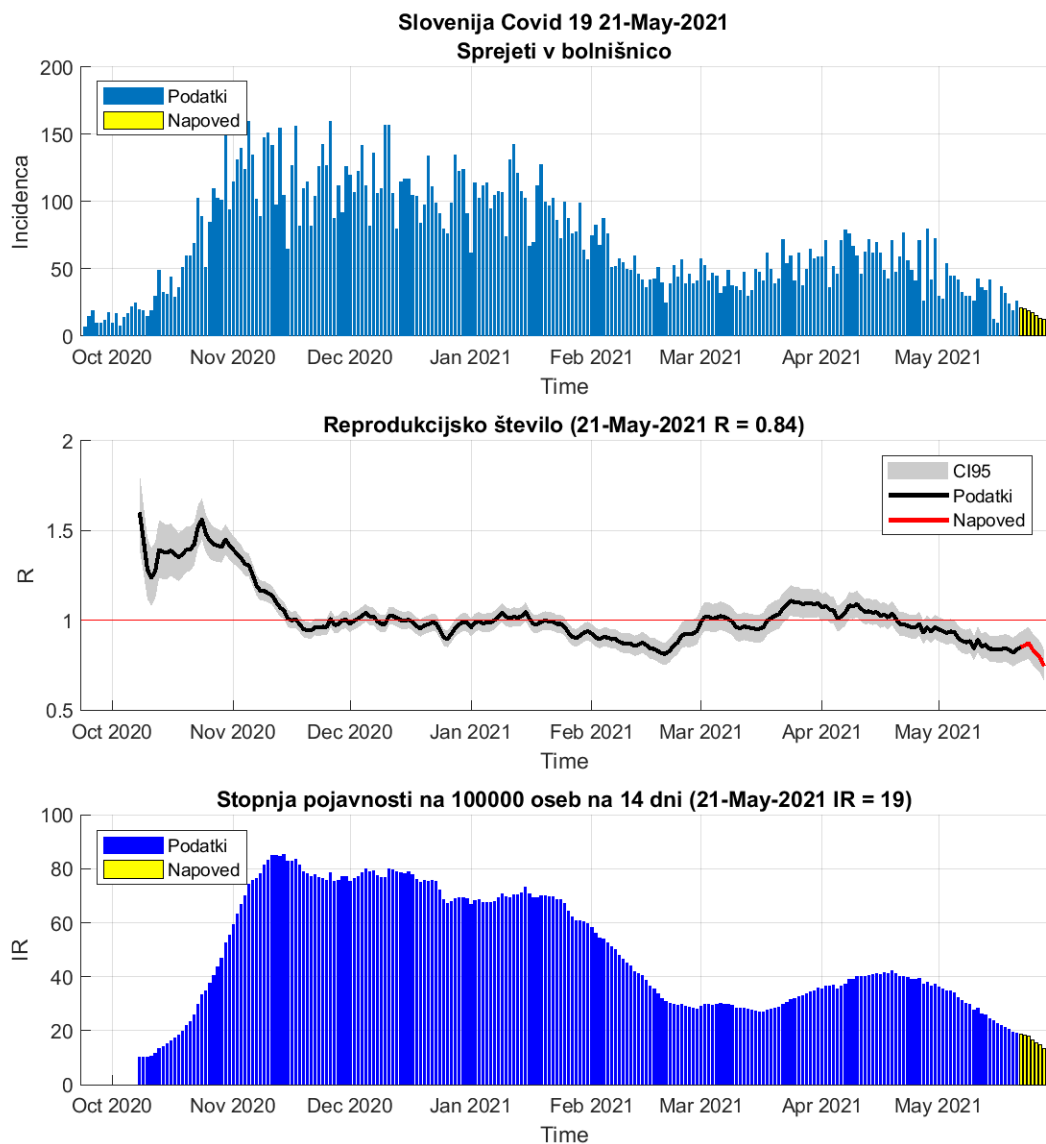 Slovenija Covid 19 21-May-2021
Sprejeti v bolnišnico
200
150
100
50
0
Incidenca
Podatki
Napoved
Oct 2020 Nov 2020 Dec 2020 Jan 2021 Feb 2021 Mar 2021 Apr 2021 May 2021
Time
Reprodukcijsko število (21-May-2021 R = 0.84)
2
1.5
1
0.5
R
CI95
Podatki
Napoved
Oct 2020 Nov 2020 Dec 2020 Jan 2021 Feb 2021 Mar 2021 Apr 2021 May 2021
Time
Stopnja pojavnosti na 100000 oseb na 14 dni (21-May-2021 IR = 19)
100
80
60
40
20
0
IR
Podatki
Napoved
Oct 2020 Nov 2020 Dec 2020 Jan 2021 Feb 2021 Mar 2021 Apr 2021 May 2021
Time